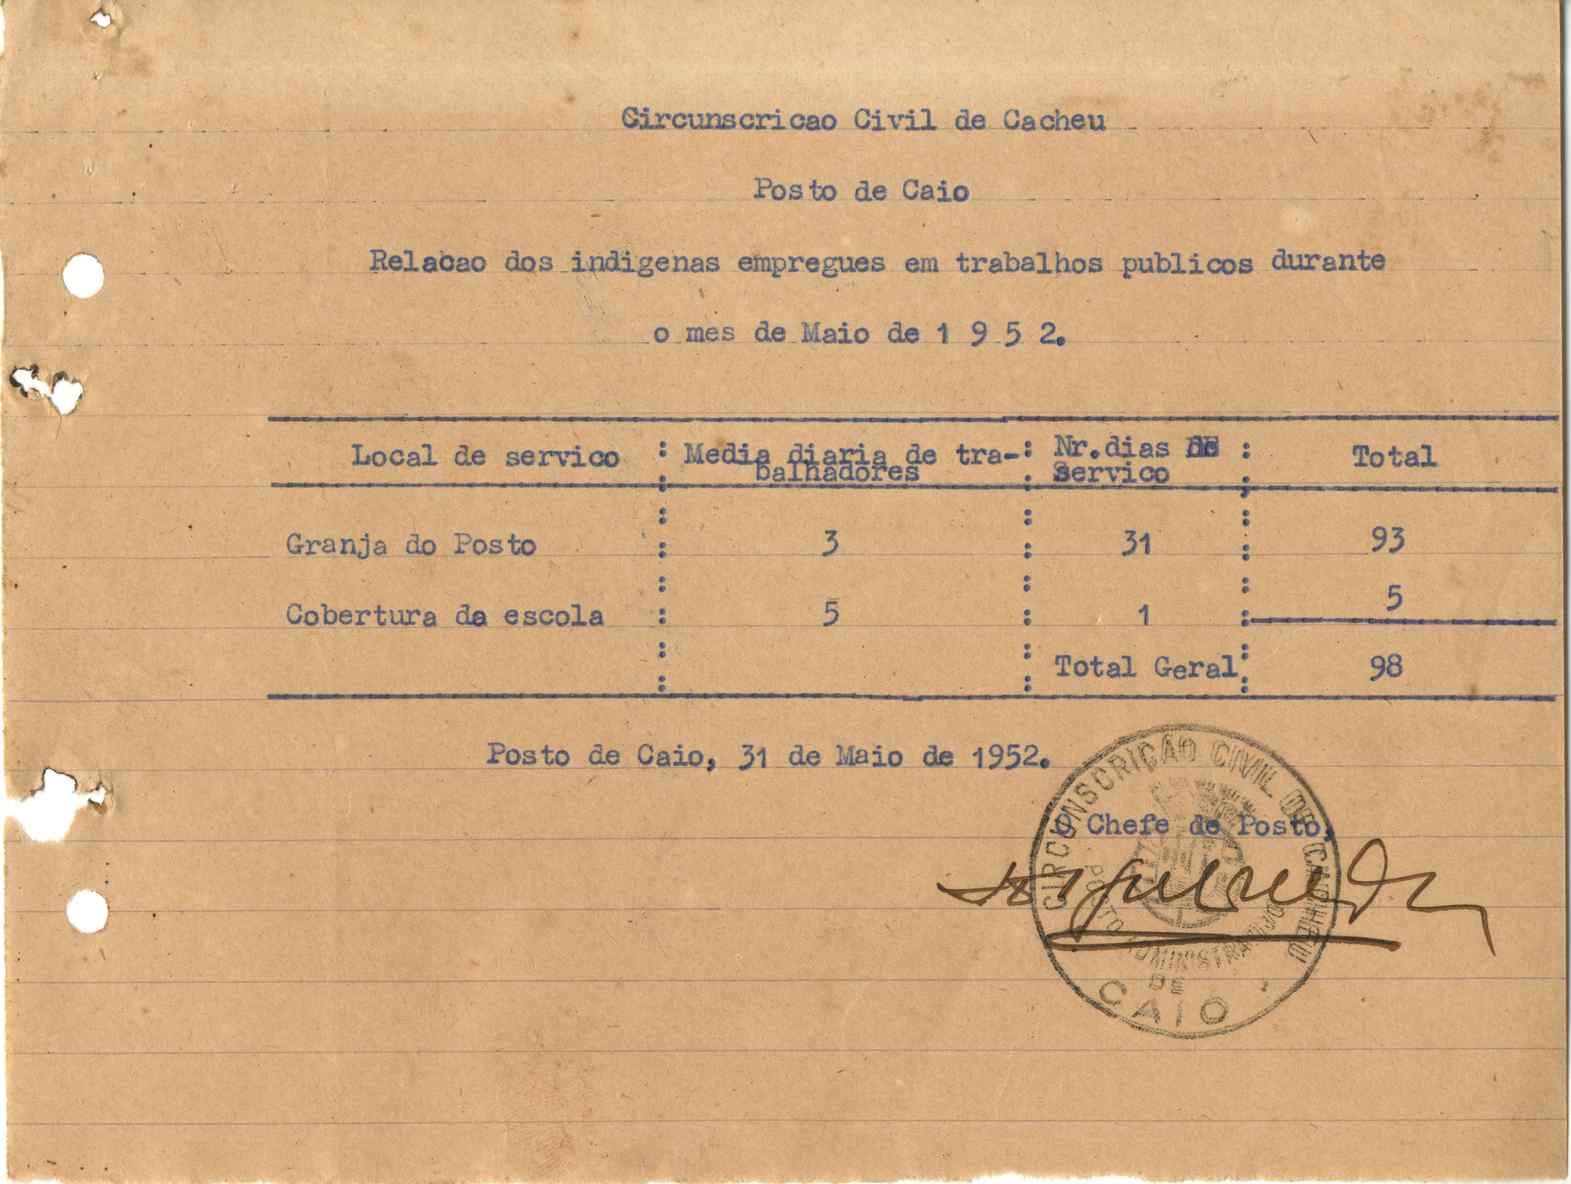 Circunscricao Civil de Cacheu
Posto de Caio
Relacao dos indigenas empregues em trabalhos publicos durante
o mes de Maio de 1 9 5 2.
Local de servico : Media diaria de tra- : Nr.dias de : Total
balhadores : servico
Granja do Posto : 3 : 31 : 93
Cobertura da escola : 5 : 1 : 5
Total Geral : 98
Posto de Caio, 31 de Maio de 1952.
O Chefe de Posto,
CIRCUNSCRIÇÃO CIVIL DE CACHEU
POSTO ADMINISTRATIVO
DE
CAIO